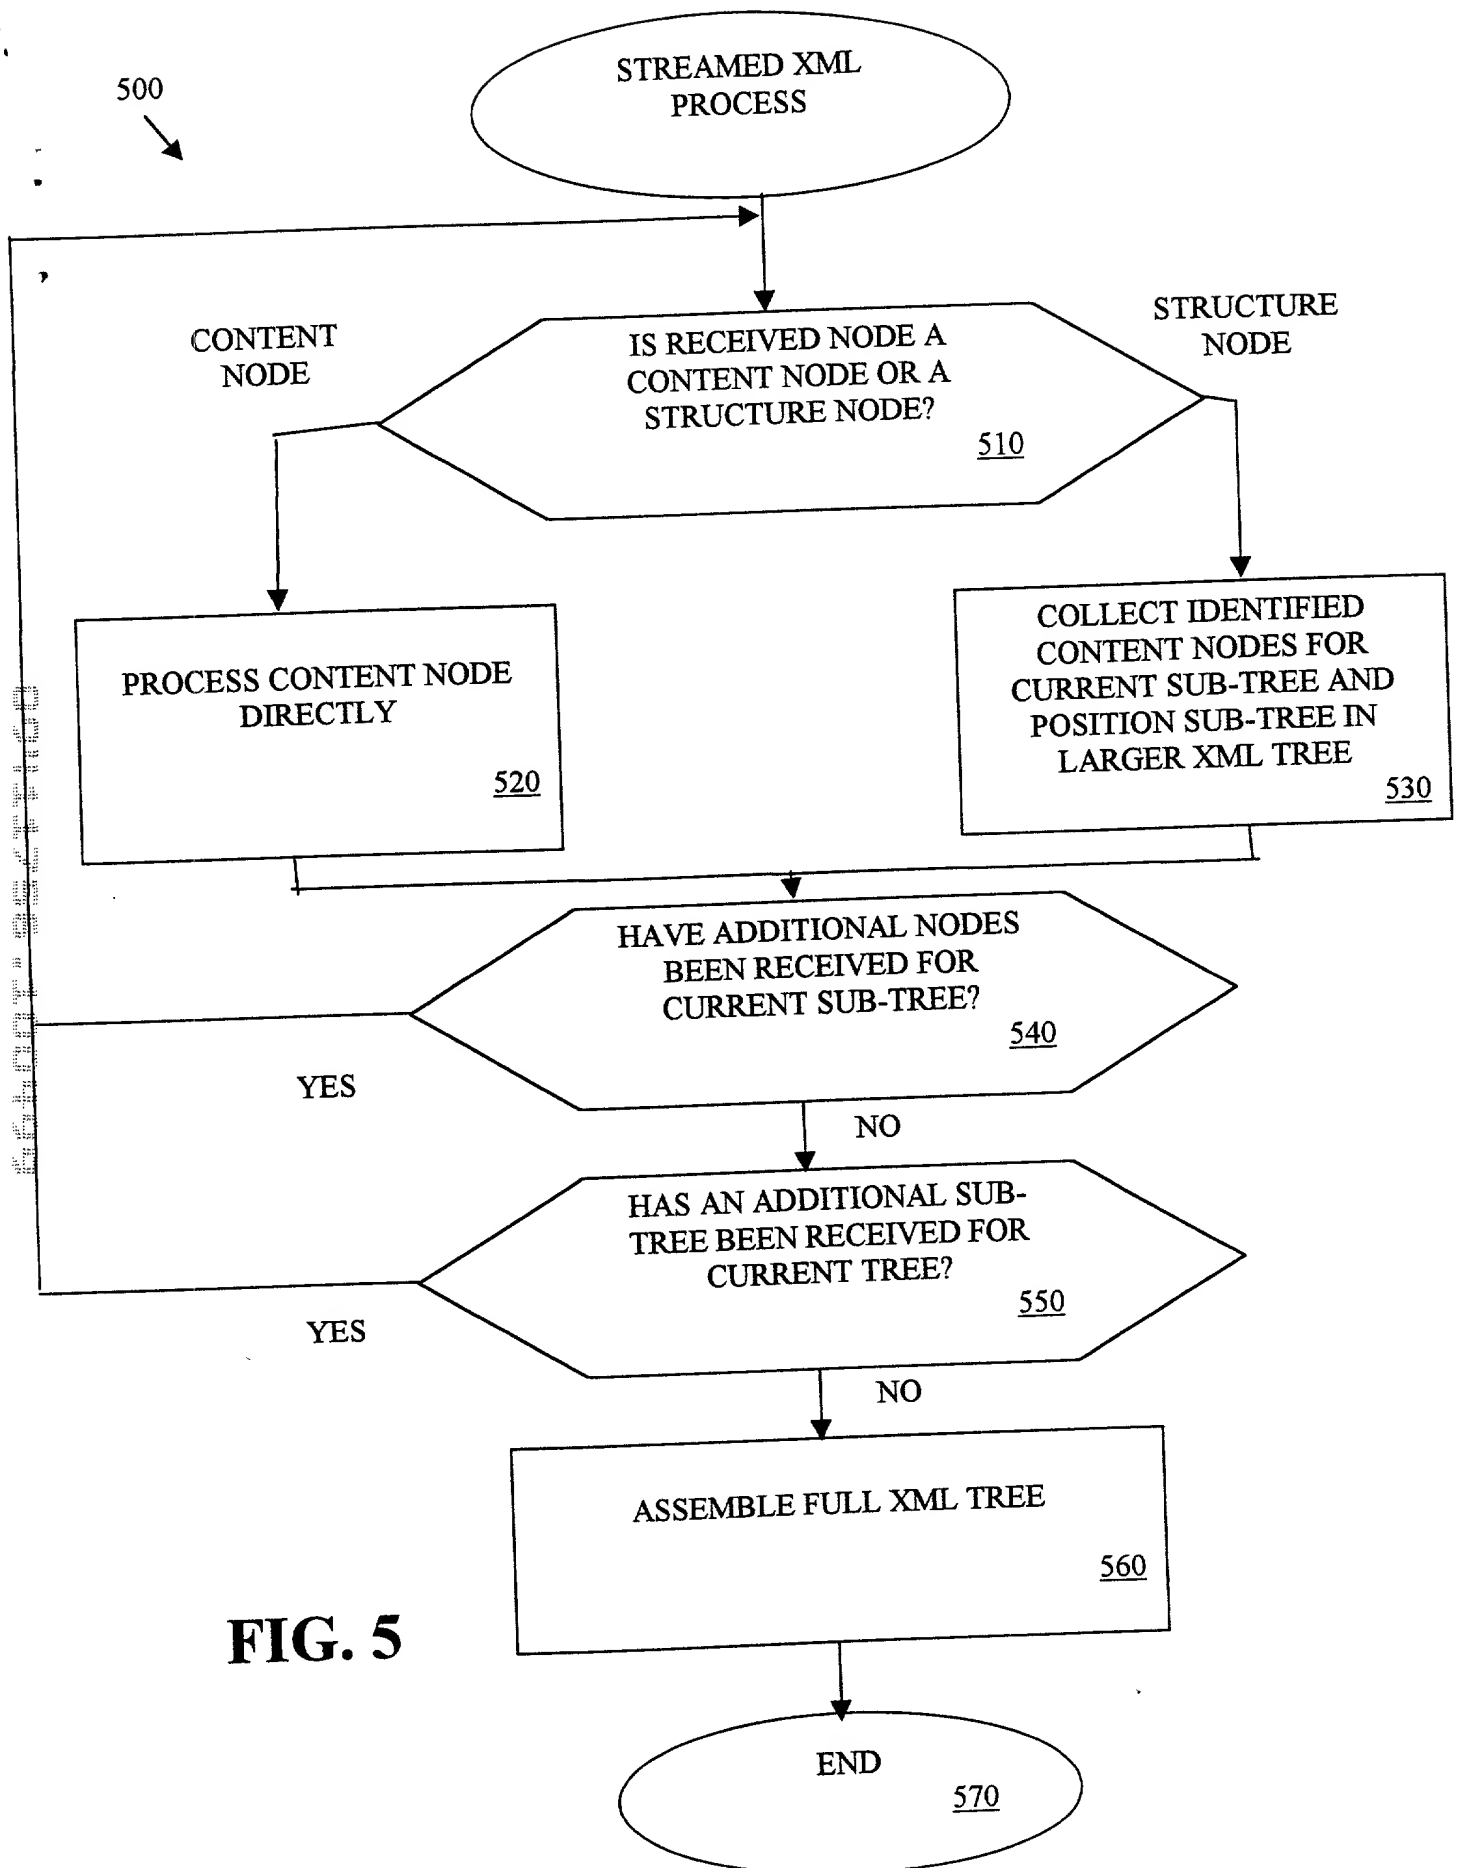 STREAMED XML
PROCESS
500
CONTENT
NODE
STRUCTURE
NODE
IS RECEIVED NODE A
CONTENT NODE OR A
STRUCTURE NODE?
510
PROCESS CONTENT NODE
DIRECTLY
520
COLLECT IDENTIFIED
CONTENT NODES FOR
CURRENT SUB-TREE AND
POSITION SUB-TREE IN
LARGER XML TREE
530
HAVE ADDITIONAL NODES
BEEN RECEIVED FOR
CURRENT SUB-TREE?
540
YES
NO
HAS AN ADDITIONAL SUB-
TREE BEEN RECEIVED FOR
CURRENT TREE?
550
YES
NO
ASSEMBLE FULL XML TREE
560
FIG. 5
END
570